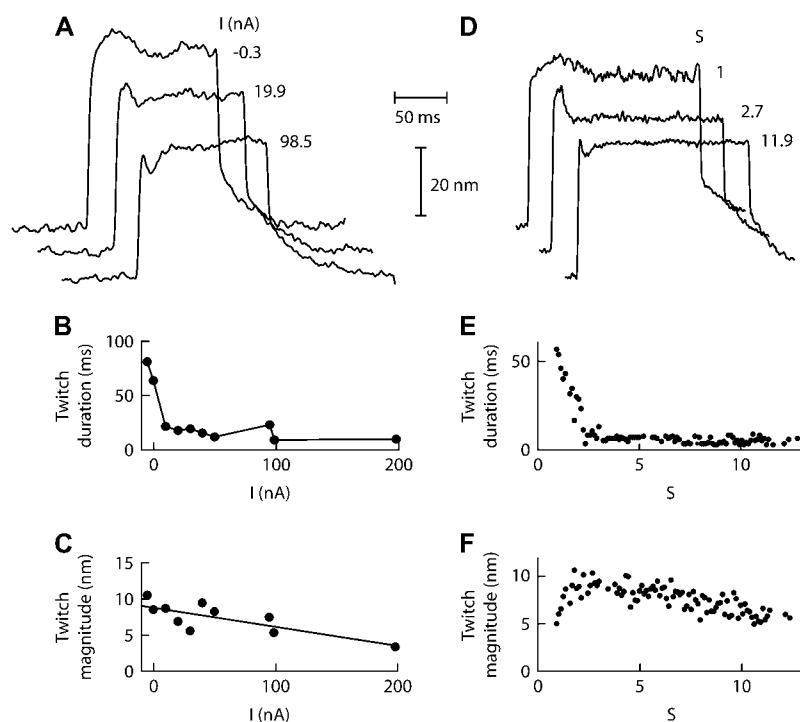 A
I (nA)
-0.3
19.9
98.5
50 ms
20 nm
D
S
1
2.7
11.9
B
Twitch
duration (ms)
100
50
0
0
100
200
I (nA)
E
Twitch
duration (ms)
50
0
0
5
10
S
C
Twitch
magnitude (nm)
15
10
5
0
0
100
200
I (nA)
F
Twitch
magnitude (nm)
10
5
0
0
5
10
S